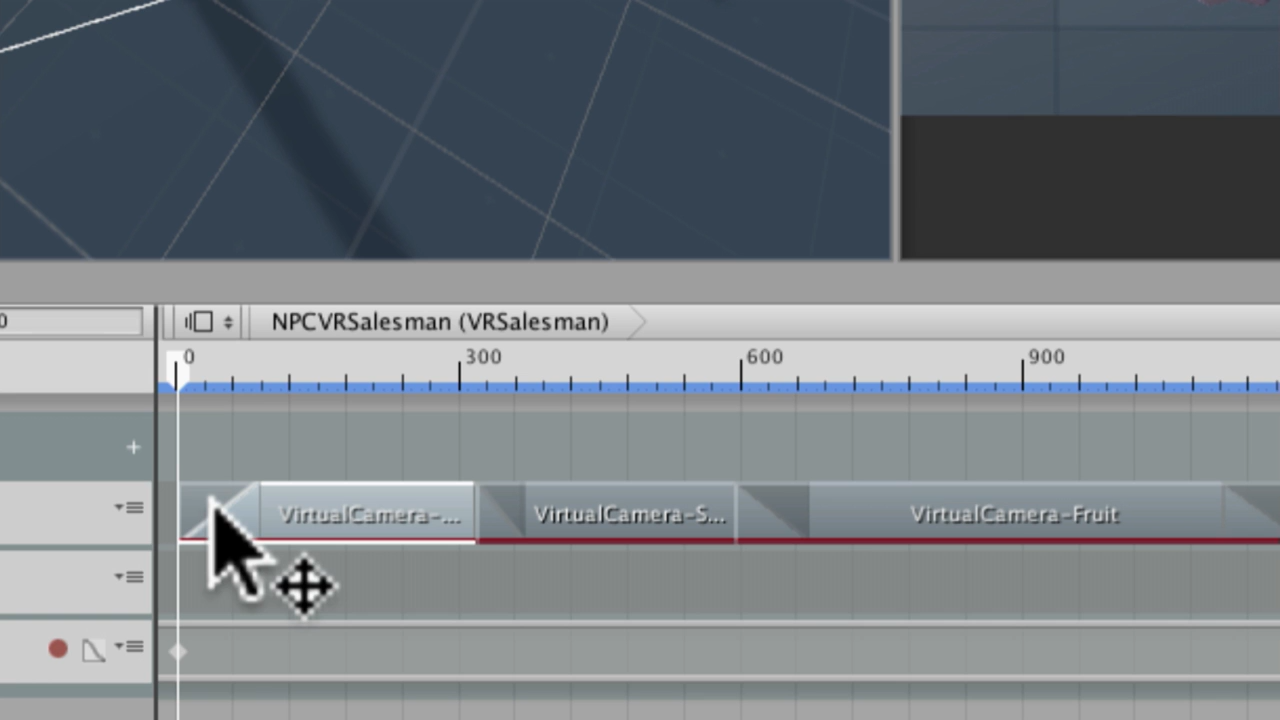 0
NPCVRSalesman (VRSalesman)
0 300 600 900
+
VirtualCamera-... VirtualCamera-S... VirtualCamera-Fruit